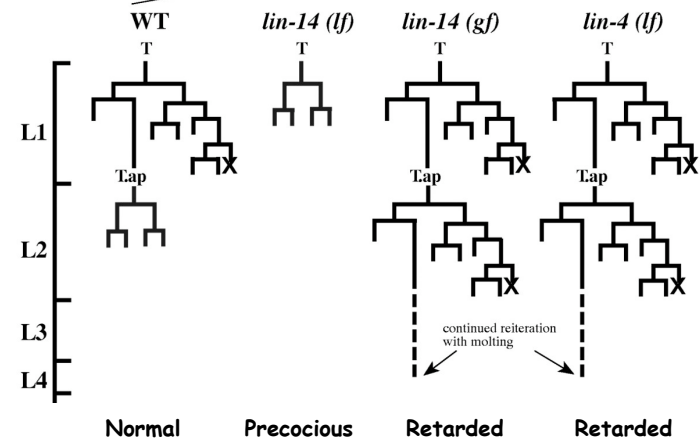 WT lin-14 (lf) lin-14 (gf) lin-4 (lf)
T T T T
L1
X X X
T.ap T.ap T.ap
L2
X X
L3
continued reiteration
with molting
L4
Normal Precocious Retarded Retarded